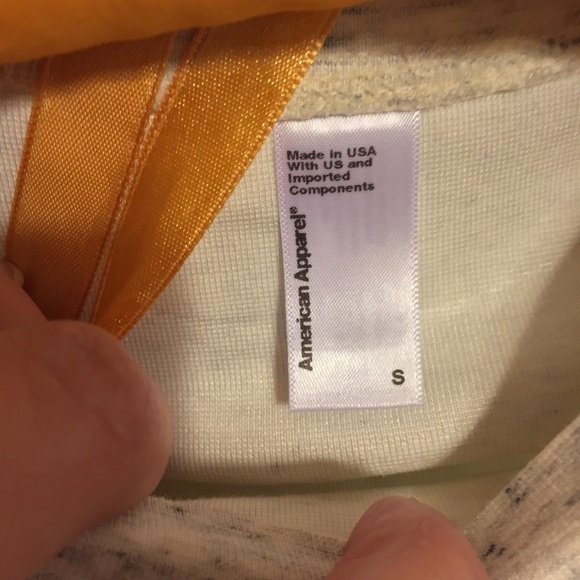 Made in USA
With US and
Imported
Components
American Apparel®
S